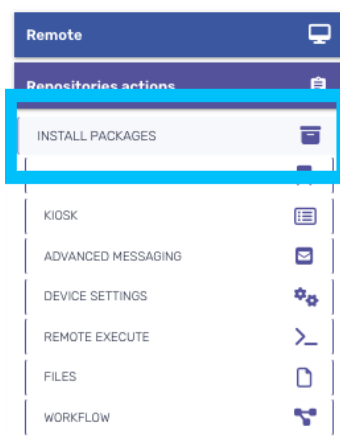 Remote
Repositories actions
INSTALL PACKAGES
KIOSK
ADVANCED MESSAGING
DEVICE SETTINGS
REMOTE EXECUTE
FILES
WORKFLOW